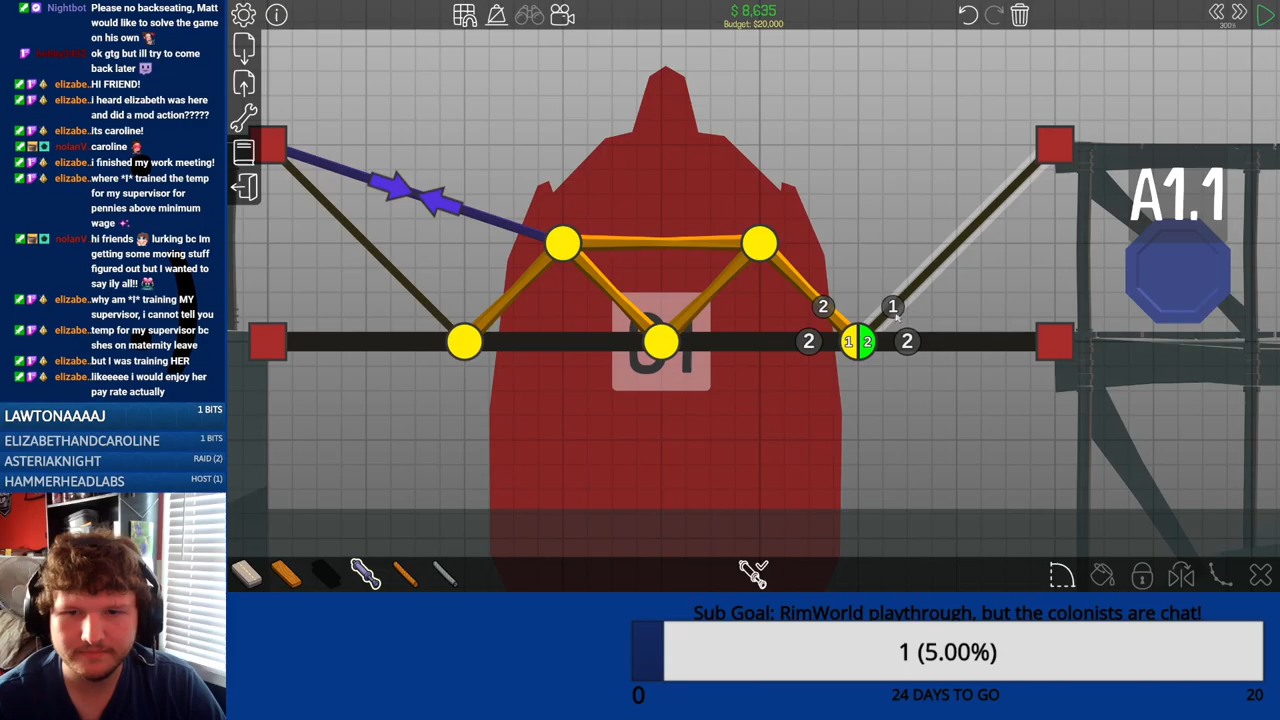 Nightbot Please no backseating, Matt
would like to solve the game
on his own
ok gtg but ill try to come
back later
elizabe.. HI FRIEND!
elizabe.. i heard elizabeth was here
and did a mod action?????
elizabe.. its caroline!
nolanV.. caroline
elizabe.. i finished my work meeting!
elizabe.. where *I* trained the temp
for my supervisor for
pennies above minimum
wage
nolanV.. hi friends lurking bc Im
getting some moving stuff
figured out but I wanted to
say ily all!!
elizabe.. why am *I* training MY
supervisor, i cannot tell you
elizabe.. temp for my supervisor bc
shes on maternity leave
elizabe.. but I was training HER
elizabe.. likeeeee i would enjoy her
pay rate actually
LAWTONAAAAJ 1 BITS
ELIZABETHANDCAROLINE 1 BITS
ASTERIAKNIGHT RAID (2)
HAMMERHEADLABS HOST (1)
$ 8,635
Budget: $20,000
300%
A1.1
2
1
2
1
2
2
Sub Goal: RimWorld playthrough, but the colonists are chat!
1 (5.00%)
0
24 DAYS TO GO
20